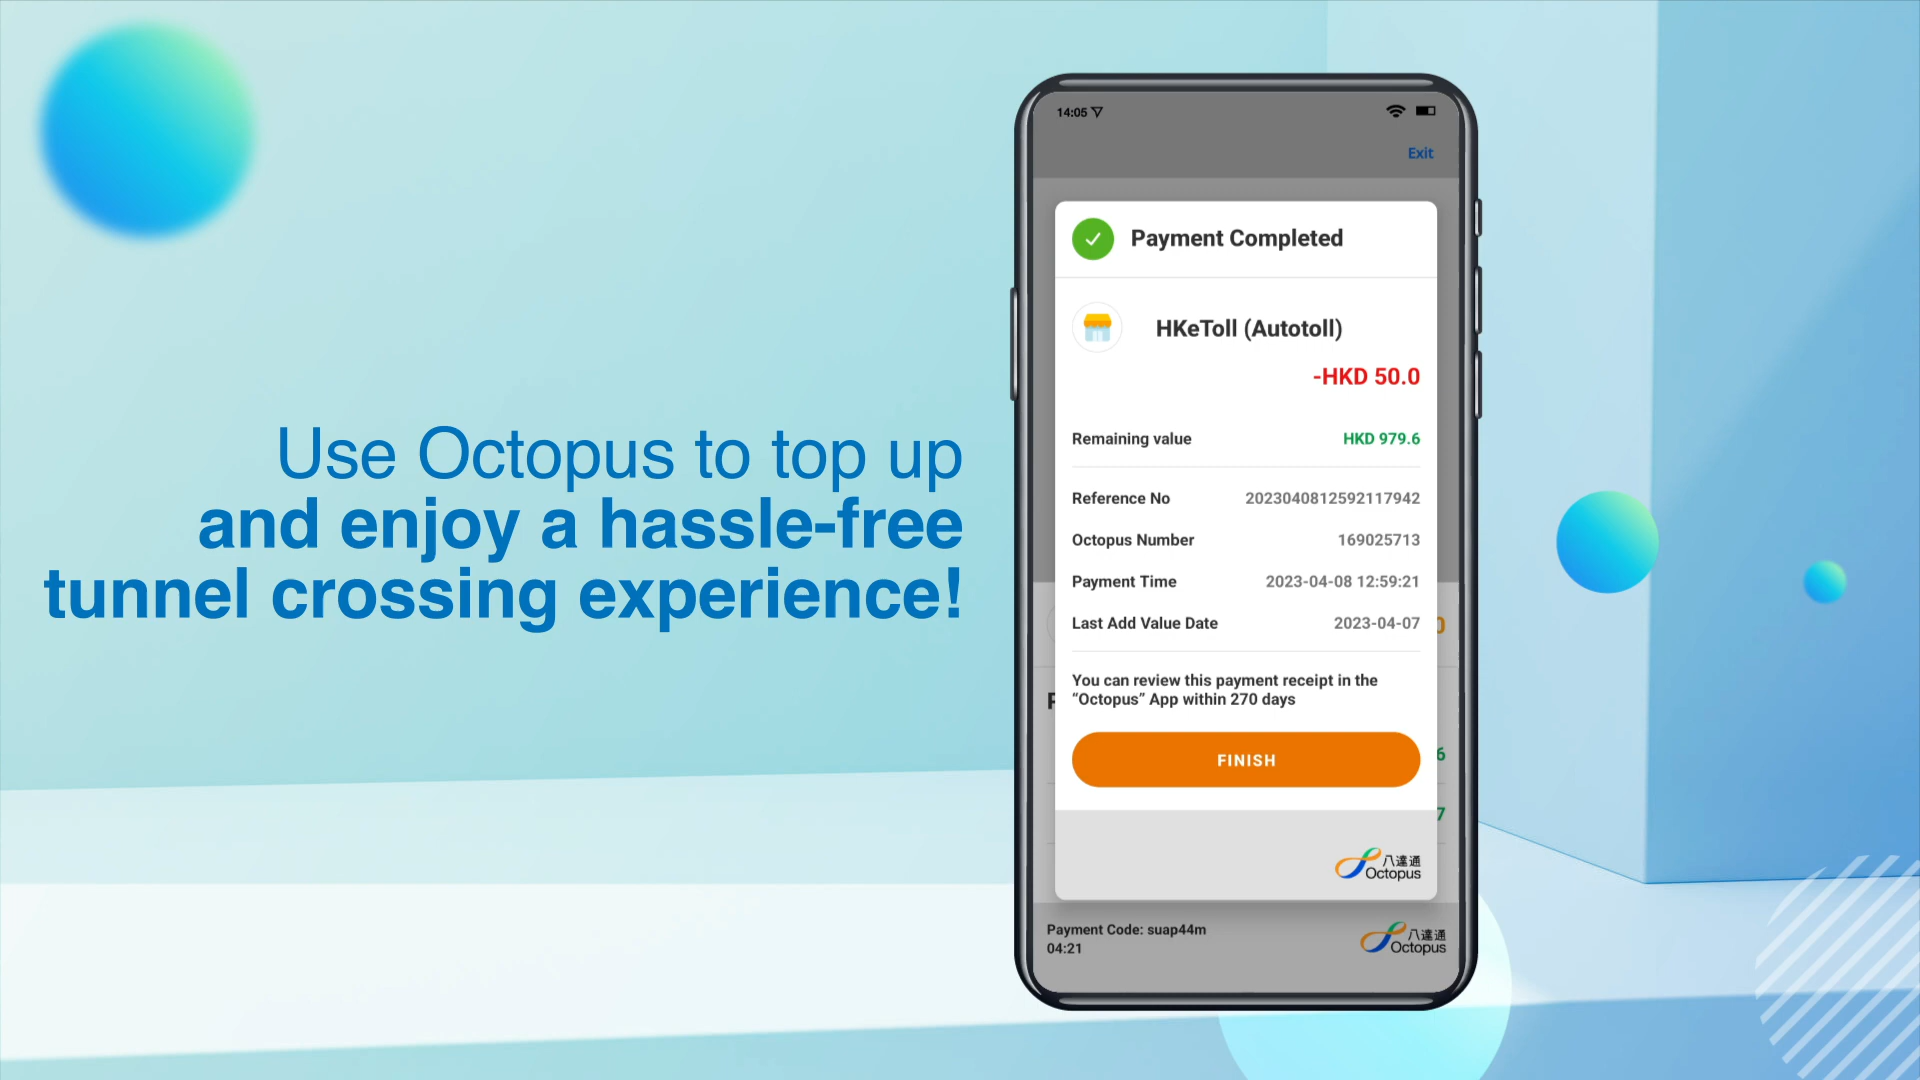 Use Octopus to top up
and enjoy a hassle-free
tunnel crossing experience!
14:05
Exit
Payment Completed
HKeToll (Autotoll)
-HKD 50.0
Remaining value HKD 979.6
Reference No 2023040812592117942
Octopus Number 169025713
Payment Time 2023-04-08 12:59:21
Last Add Value Date 2023-04-07
You can review this payment receipt in the
“Octopus” App within 270 days
FINISH
八達通
Octopus
Payment Code: suap44m
04:21
八達通
Octopus